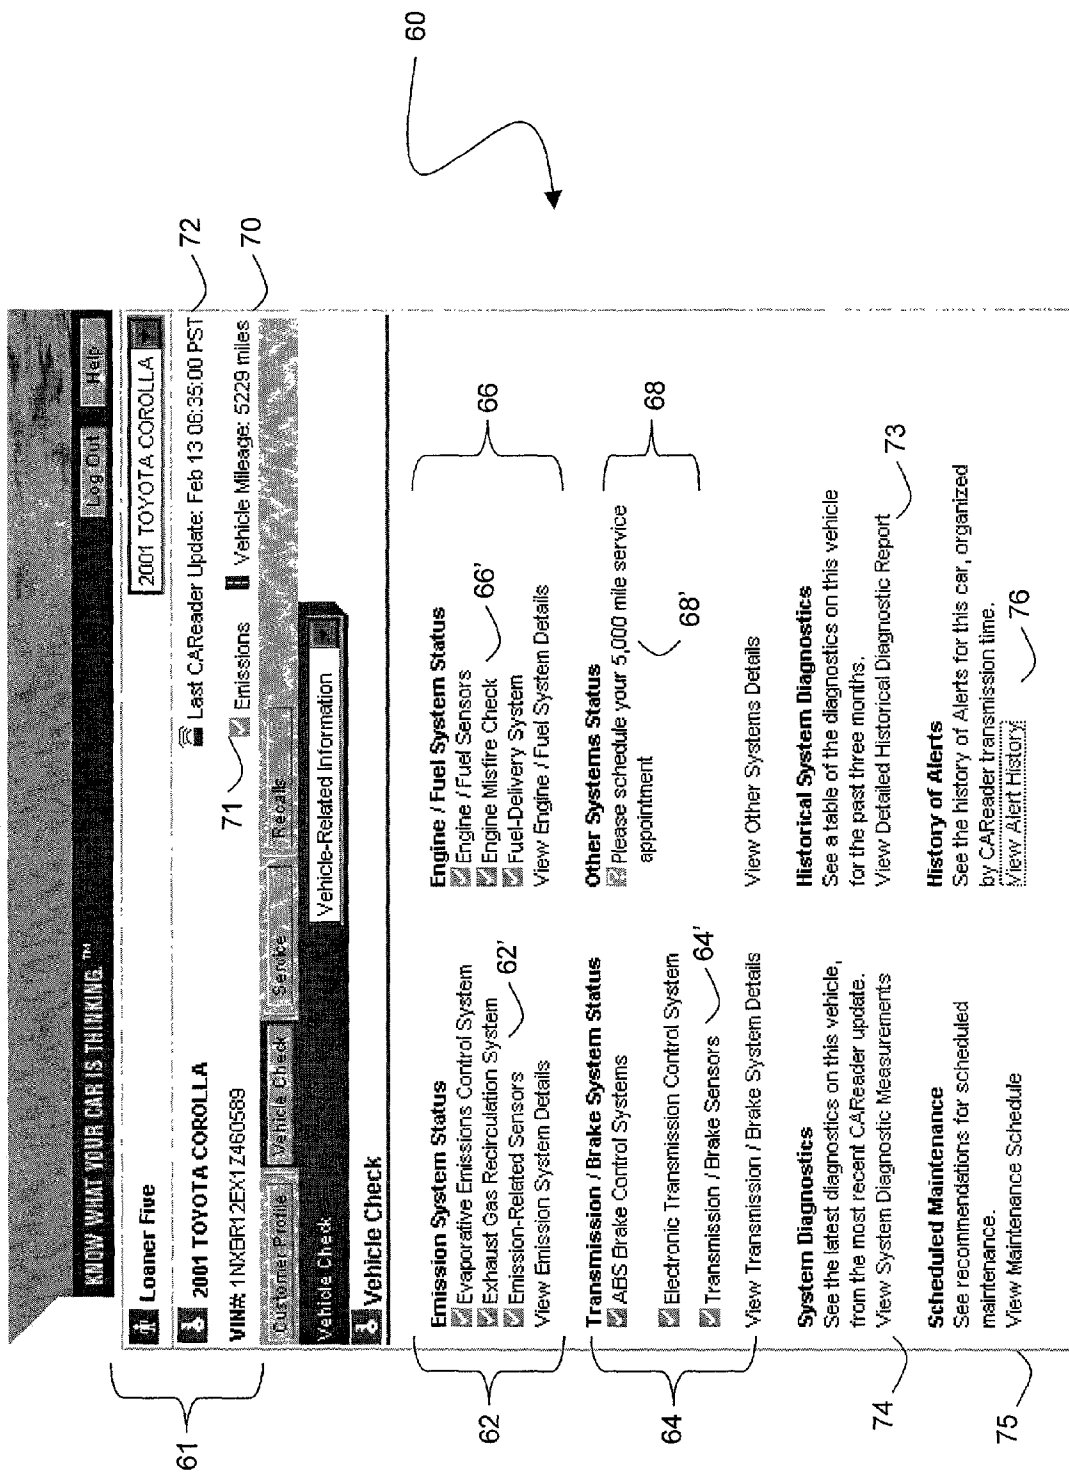 60
KNOW WHAT YOUR CAR IS THINKING.™
Log Out Help
61
Loaner Five 2001 TOYOTA COROLLA
2001 TOYOTA COROLLA Last CAReader Update: Feb 13 06:35:00 PST 72
VIN#: 1NXBR12EX1Z460589 71 Emissions Vehicle Mileage: 5229 miles 70
Customer Profile Vehicle Check Service Recalls
Vehicle Check Vehicle-Related Information
Vehicle Check
62
Emission System Status
Evaporative Emissions Control System
Exhaust Gas Recirculation System
Emission-Related Sensors 62'
View Emission System Details
Engine / Fuel System Status
Engine / Fuel Sensors
Engine Misfire Check 66'
Fuel-Delivery System
View Engine / Fuel System Details
66
64
Transmission / Brake System Status
ABS Brake Control Systems
Electronic Transmission Control System
Transmission / Brake Sensors 64'
View Transmission / Brake System Details
Other Systems Status
Please schedule your 5,000 mile service
appointment
68'
View Other Systems Details
68
System Diagnostics
See the latest diagnostics on this vehicle,
from the most recent CAReader update.
View System Diagnostic Measurements
74
Historical System Diagnostics
See a table of the diagnostics on this vehicle
for the past three months.
View Detailed Historical Diagnostic Report
73
Scheduled Maintenance
See recommendations for scheduled
maintenance.
View Maintenance Schedule
75
History of Alerts
See the history of Alerts for this car, organized
by CAReader transmission time.
View Alert History
76